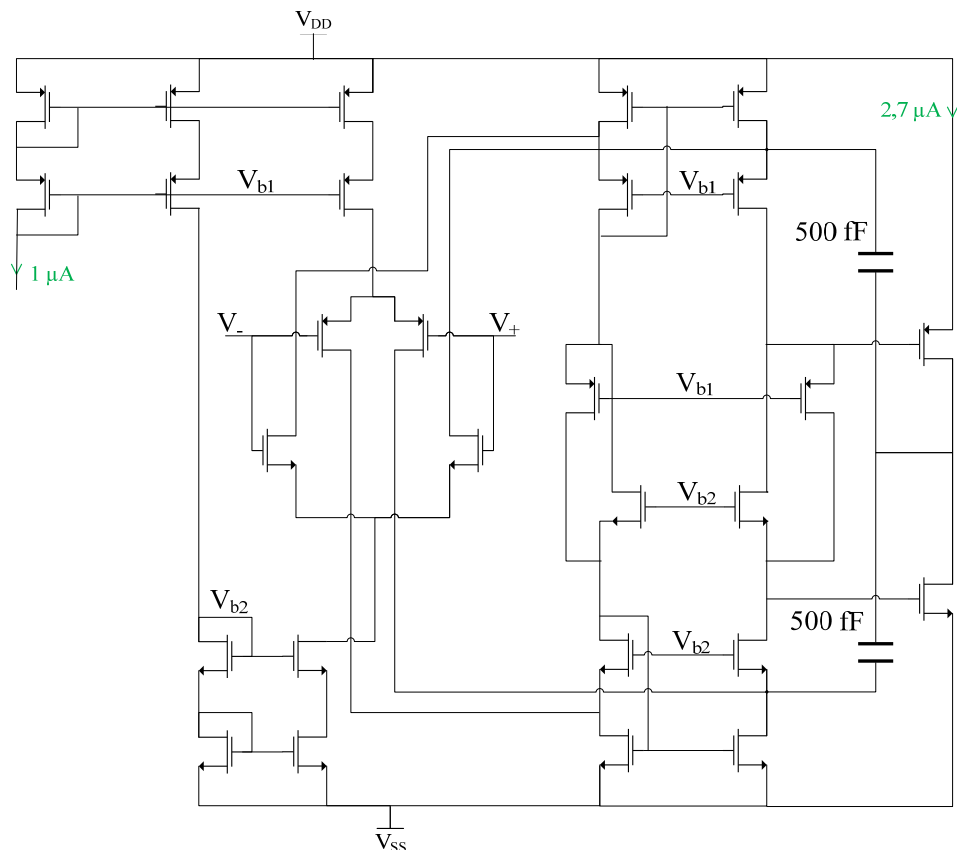 VDD
2,7 µA
Vb1
Vb1
500 fF
1 µA
V-
V+
Vb1
Vb2
Vb2
500 fF
Vb2
VSS